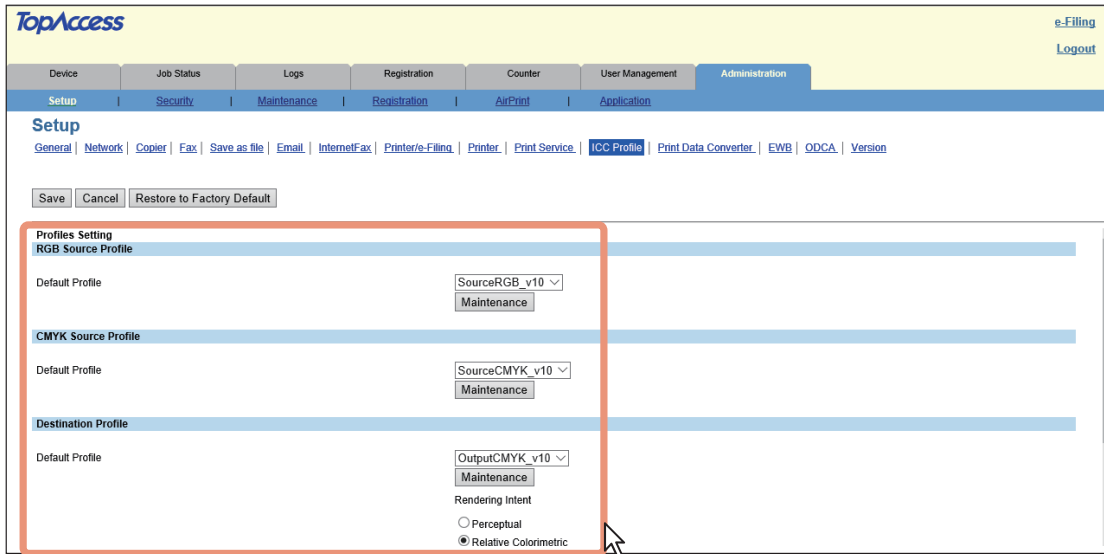 TopAccess
e-Filing
Logout
Device Job Status Logs Registration Counter User Management Administration
Setup | Security | Maintenance | Registration | AirPrint | Application
Setup
General | Network | Copier | Fax | Save as file | Email | InternetFax | Printer/e-Filing | Printer | Print Service | ICC Profile | Print Data Converter | EWB | ODCA | Version
Save Cancel Restore to Factory Default
Profiles Setting
RGB Source Profile
Default Profile SourceRGB_v10
Maintenance
CMYK Source Profile
Default Profile SourceCMYK_v10
Maintenance
Destination Profile
Default Profile OutputCMYK_v10
Maintenance
Rendering Intent
Perceptual
Relative Colorimetric